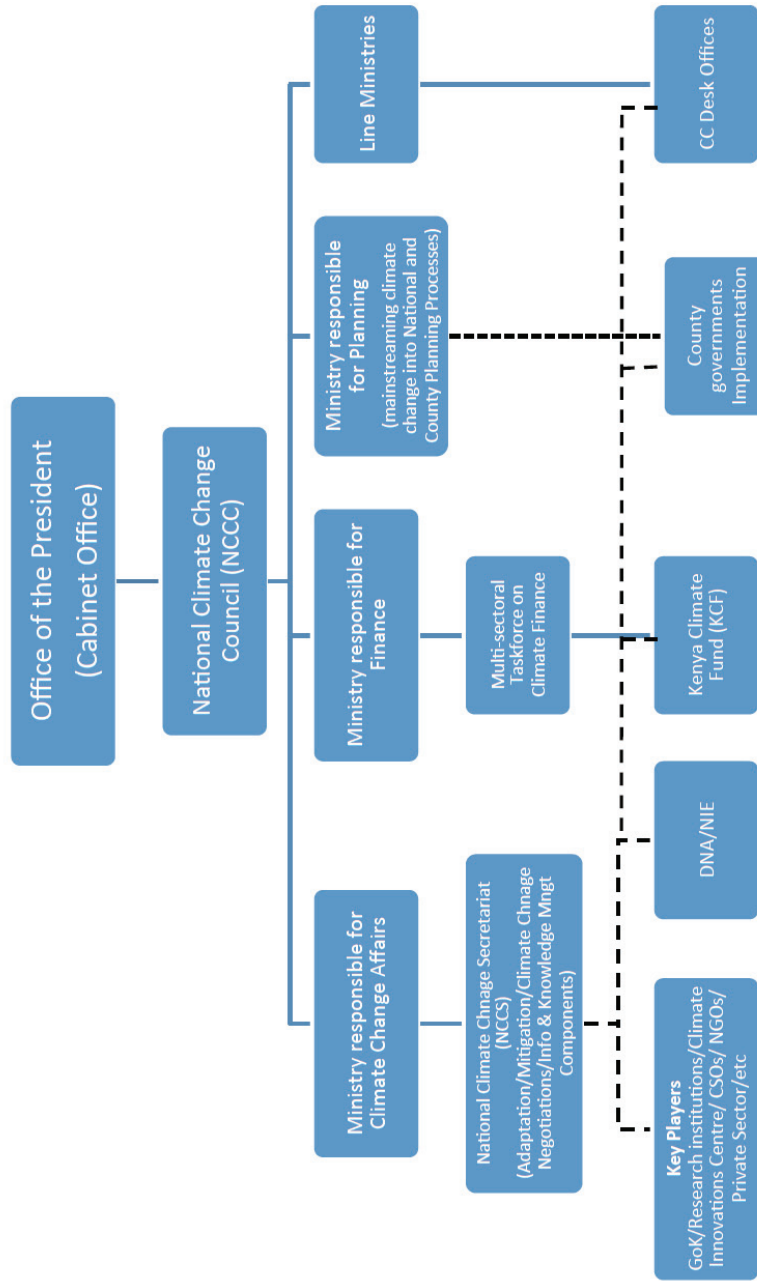 Office of the President
(Cabinet Office)
National Climate Change
Council (NCCC)
Ministry responsible for
Climate Change Affairs
Ministry responsible for
Finance
Ministry responsible
for Planning
(mainstreaming climate
change into National and
County Planning Processes)
Line Ministries
National Climate Chnage Secretariat
(NCCS)
(Adaptation/Mitigation/Climate Chnage
Negotiations/Info & Knowledge Mngt
Components)
Multi-sectoral
Taskforce on
Climate Finance
Key Players
GoK/Research institutions/Climate
Innovations Centre/ CSOs/ NGOs/
Private Sector/etc
DNA/NIE
Kenya Climate
Fund (KCF)
County
governments
Implementation
CC Desk Offices